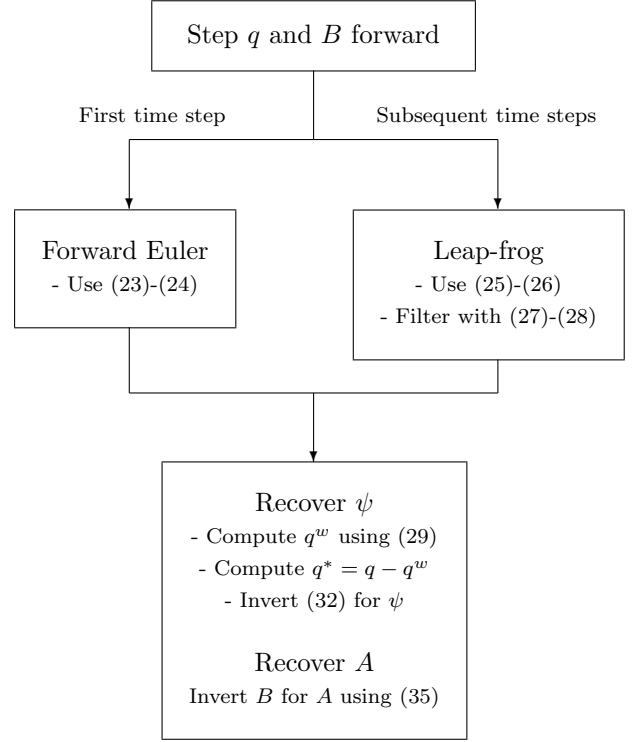 Step q and B forward
First time step
Subsequent time steps
Forward Euler
- Use (23)-(24)
Leap-frog
- Use (25)-(26)
- Filter with (27)-(28)
Recover ψ
- Compute q^w using (29)
- Compute q^* = q − q^w
- Invert (32) for ψ
Recover A
Invert B for A using (35)